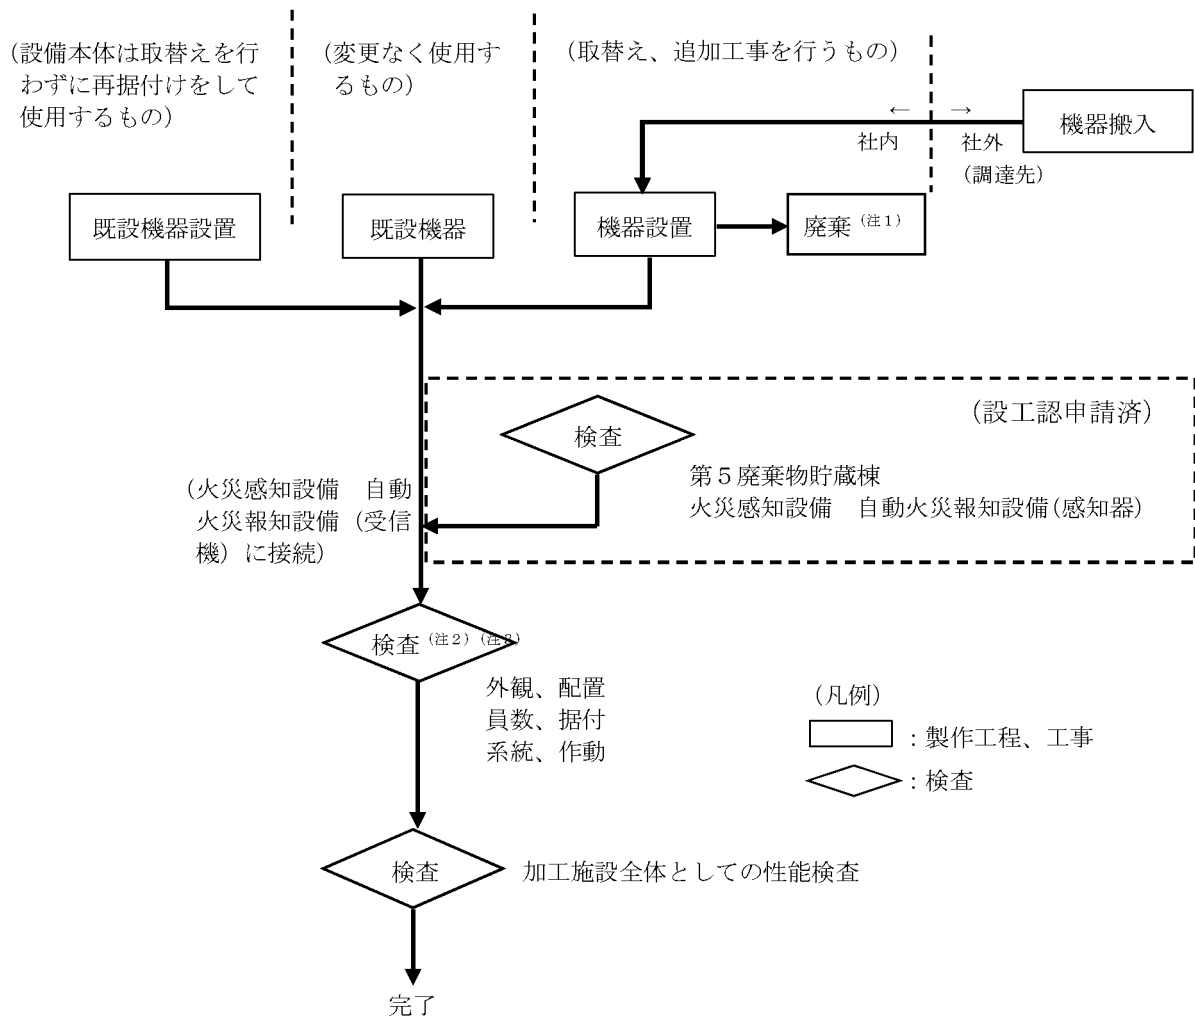 （設備本体は取替えを行
わずに再据付けをして
使用するもの）
（変更なく使用す
るもの）
（取替え、追加工事を行うもの）
← →
社内 社外
（調達先）
機器搬入
既設機器設置
既設機器
機器設置
廃棄（注１）
（設工認申請済）
検査
第５廃棄物貯蔵棟
火災感知設備　自動火災報知設備(感知器)
（火災感知設備　自動
火災報知設備（受信
機）に接続）
検査（注２）（注３）
外観、配置
員数、据付
系統、作動
（凡例）
：製作工程、工事
：検査
検査
加工施設全体としての性能検査
完了